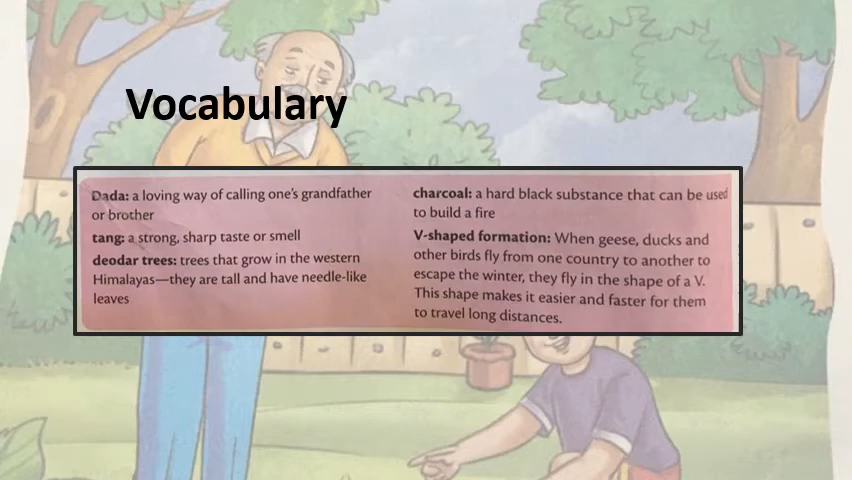 Vocabulary
Dada: a loving way of calling one's grandfather
or brother
tang: a strong, sharp taste or smell
deodar trees: trees that grow in the western
Himalayas—they are tall and have needle-like
leaves
charcoal: a hard black substance that can be used
to build a fire
V-shaped formation: When geese, ducks and
other birds fly from one country to another to
escape the winter, they fly in the shape of a V.
This shape makes it easier and faster for them
to travel long distances.